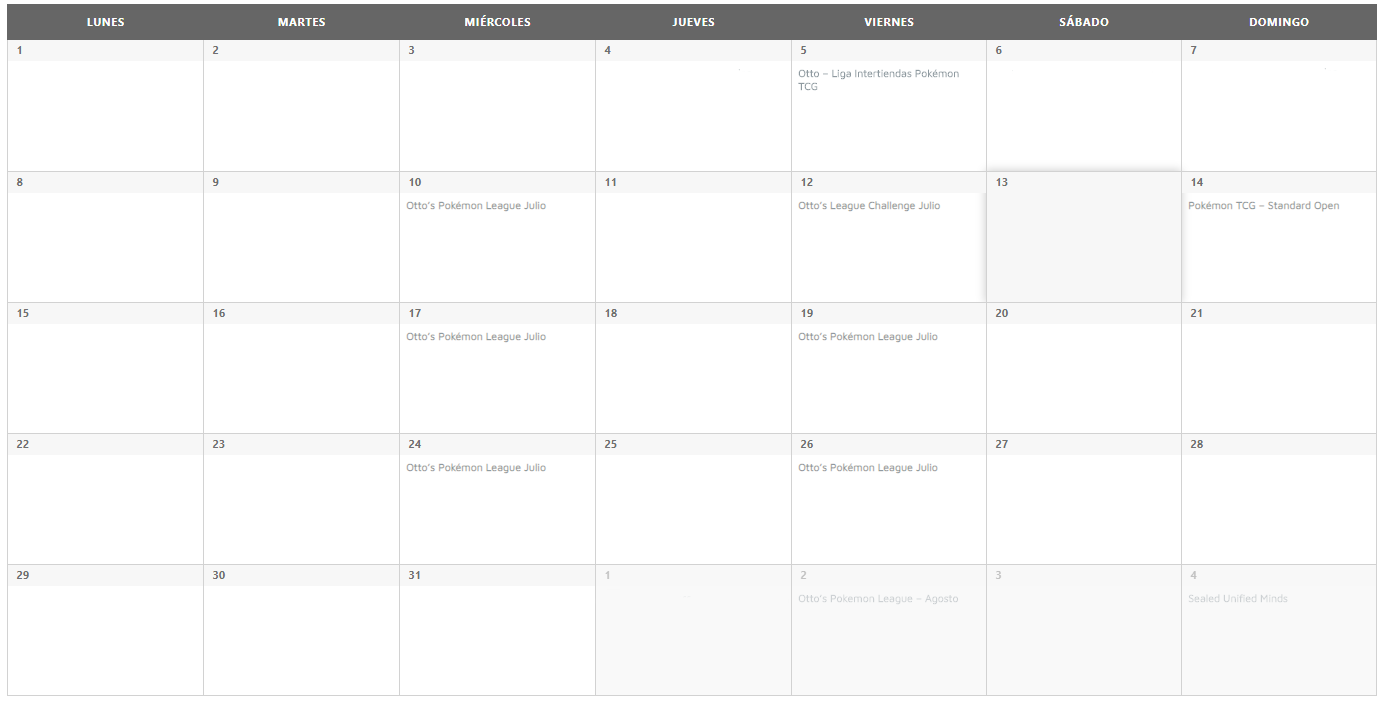 LUNES MARTES MIÉRCOLES JUEVES VIERNES SÁBADO DOMINGO
1 2 3 4 5 6 7
Otto – Liga Intertiendas Pokémon
TCG
8 9 10 11 12 13 14
Otto's Pokémon League Julio Otto's League Challenge Julio Pokémon TCG – Standard Open
15 16 17 18 19 20 21
Otto's Pokémon League Julio Otto's Pokémon League Julio
22 23 24 25 26 27 28
Otto's Pokémon League Julio Otto's Pokémon League Julio
29 30 31 1 2 3 4
Otto's Pokemon League – Agosto Sealed Unified Minds